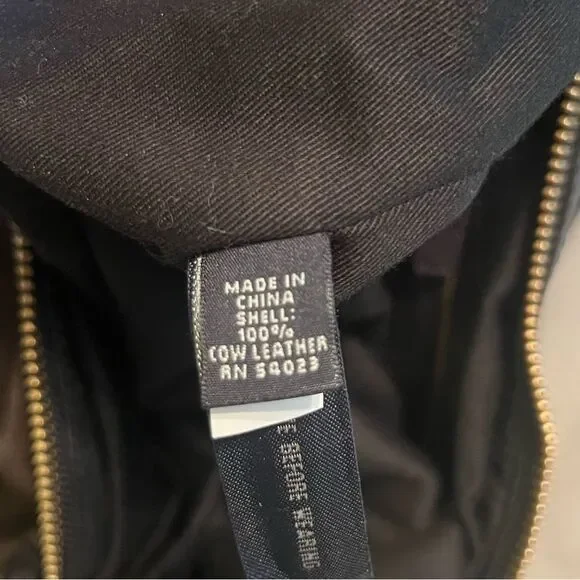 MADE IN
CHINA
SHELL:
100%
COW LEATHER
RN 54023
BEFORE WEARING